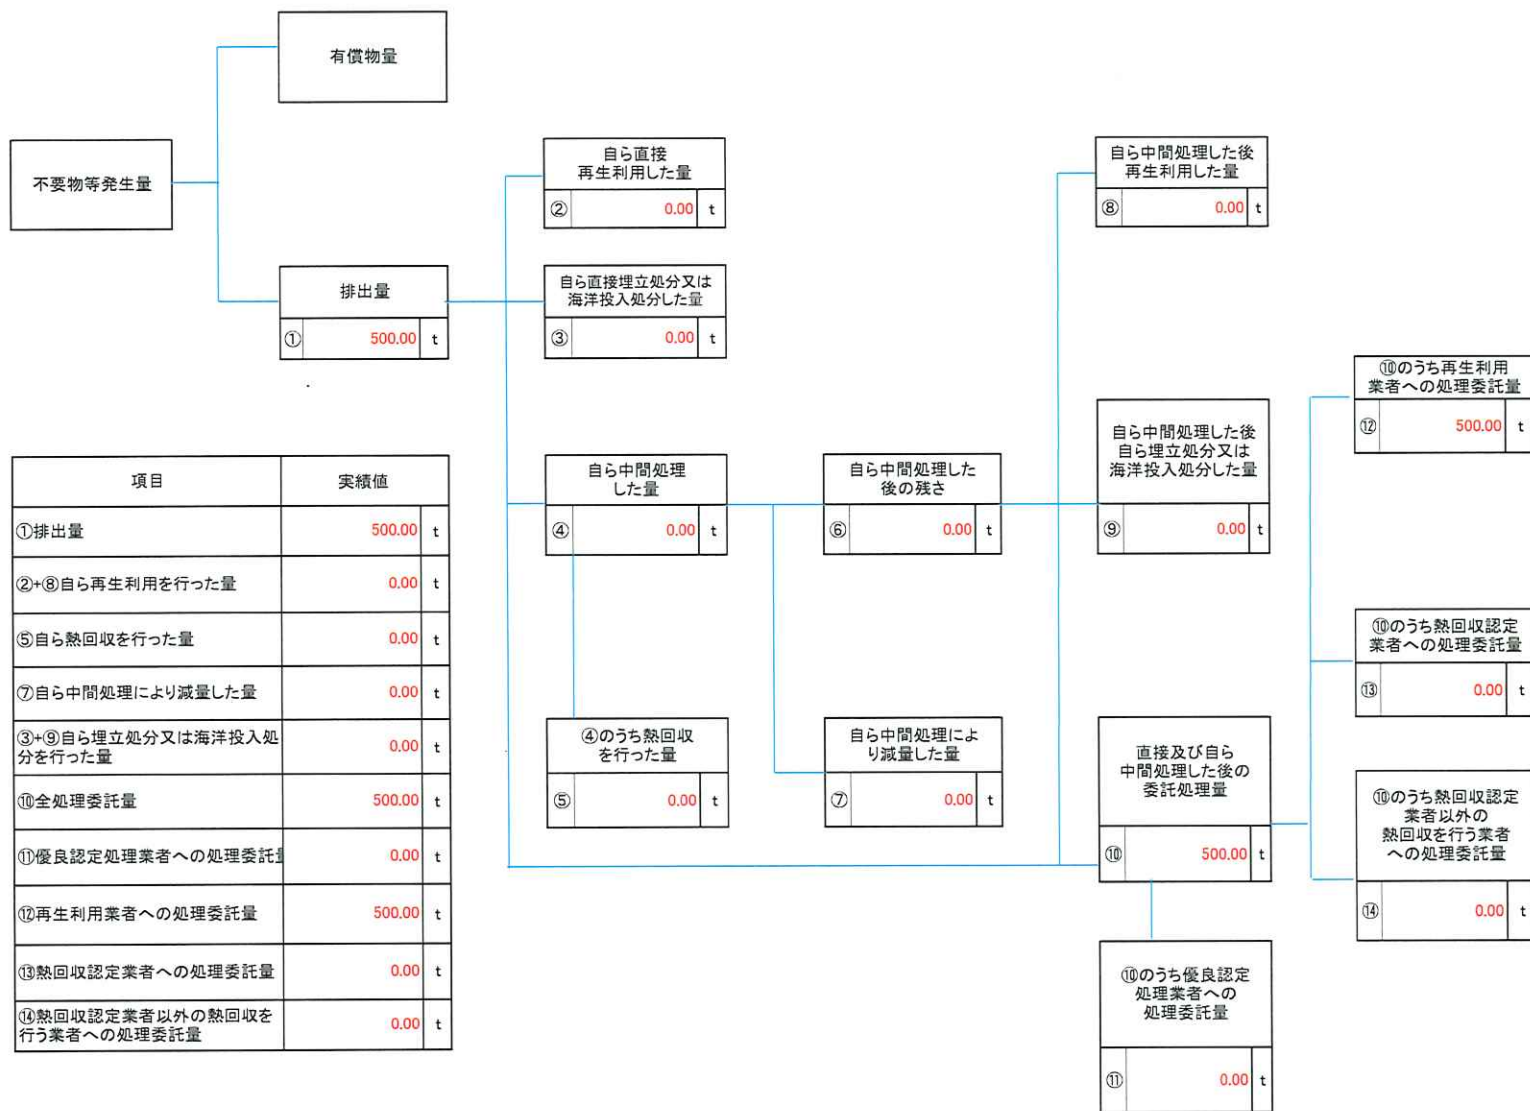 有償物量
不要物等発生量
排出量
① 500.00 t
自ら直接
再生利用した量
② 0.00 t
自ら直接埋立処分又は
海洋投入処分した量
③ 0.00 t
自ら中間処理
した量
④ 0.00 t
④のうち熱回収
を行った量
⑤ 0.00 t
自ら中間処理した
後の残さ
⑥ 0.00 t
自ら中間処理によ
り減量した量
⑦ 0.00 t
自ら中間処理した後
再生利用した量
⑧ 0.00 t
自ら中間処理した後
自ら埋立処分又は
海洋投入処分した量
⑨ 0.00 t
直接及び自ら
中間処理した後の
委託処理量
⑩ 500.00 t
⑩のうち優良認定
処理業者への
処理委託量
⑪ 0.00 t
⑩のうち再生利用
業者への処理委託量
⑫ 500.00 t
⑩のうち熱回収認定
業者への処理委託量
⑬ 0.00 t
⑩のうち熱回収認定
業者以外の
熱回収を行う業者
への処理委託量
⑭ 0.00 t
項目 実績値
①排出量 500.00 t
②+⑧自ら再生利用を行った量 0.00 t
⑤自ら熱回収を行った量 0.00 t
⑦自ら中間処理により減量した量 0.00 t
③+⑨自ら埋立処分又は海洋投入処
分を行った量 0.00 t
⑩全処理委託量 500.00 t
⑪優良認定処理業者への処理委託 0.00 t
⑫再生利用業者への処理委託量 500.00 t
⑬熱回収認定業者への処理委託量 0.00 t
⑭熱回収認定業者以外の熱回収を
行う業者への処理委託量 0.00 t